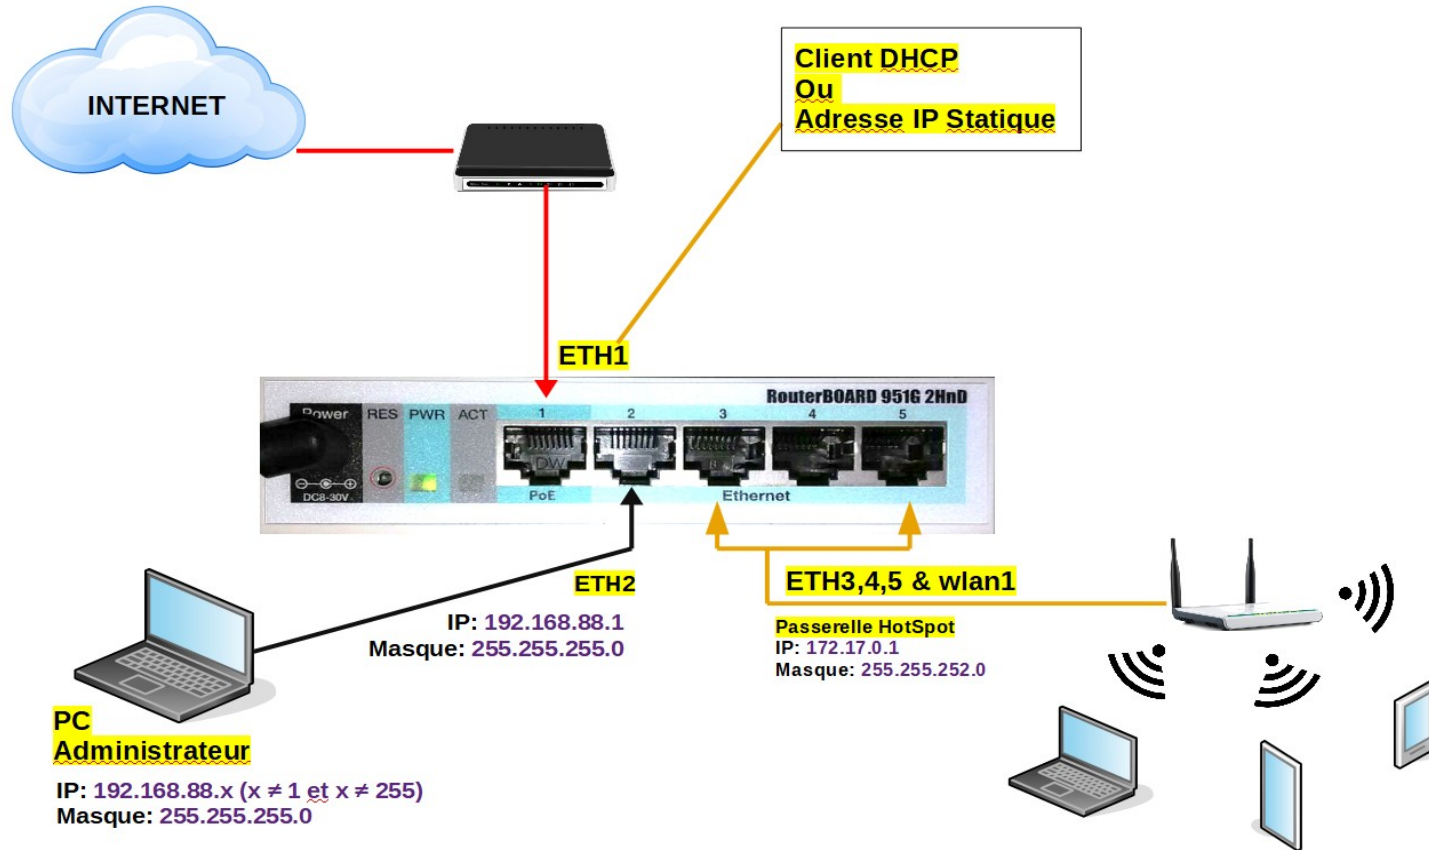 INTERNET
Client DHCP
Ou
Adresse IP Statique
ETH1
RouterBOARD 951G 2HnD
Power
RES
PWR
ACT
1
2
3
4
5
DC8-30V
PoE
Ethernet
ETH2
IP: 192.168.88.1
Masque: 255.255.255.0
ETH3,4,5 & wlan1
Passerelle HotSpot
IP: 172.17.0.1
Masque: 255.255.252.0
PC
Administrateur
IP: 192.168.88.x (x ≠ 1 et x ≠ 255)
Masque: 255.255.255.0